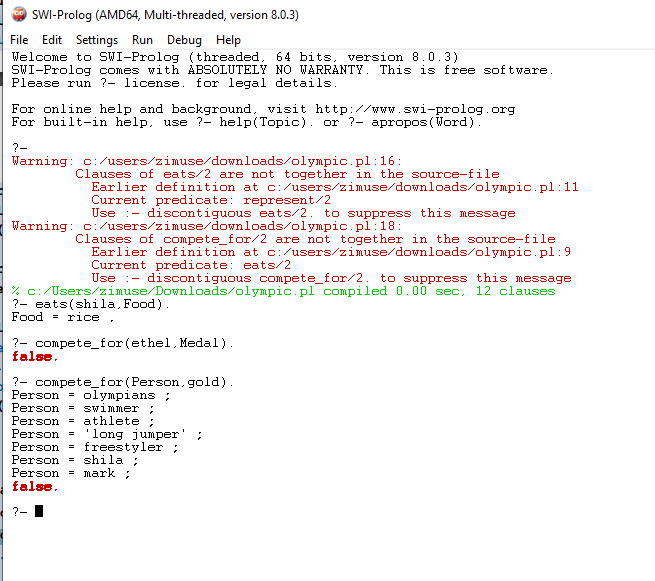 SWI-Prolog (AMD64, Multi-threaded, version 8.0.3)
File Edit Settings Run Debug Help
Welcome to SWI-Prolog (threaded, 64 bits, version 8.0.3)
SWI-Prolog comes with ABSOLUTELY NO WARRANTY. This is free software.
Please run ?- license. for legal details.
For online help and background, visit http://www.swi-prolog.org
For built-in help, use ?- help(Topic). or ?- apropos(Word).
?-
Warning: c:/users/zimuse/downloads/olympic.pl:16:
Clauses of eats/2 are not together in the source-file
Earlier definition at c:/users/zimuse/downloads/olympic.pl:11
Current predicate: represent/2
Use :- discontiguous eats/2. to suppress this message
Warning: c:/users/zimuse/downloads/olympic.pl:18:
Clauses of compete_for/2 are not together in the source-file
Earlier definition at c:/users/zimuse/downloads/olympic.pl:9
Current predicate: eats/2
Use :- discontiguous compete_for/2. to suppress this message
% c:/Users/zimuse/Downloads/olympic.pl compiled 0.00 sec, 12 clauses
?- eats(shila,Food).
Food = rice .
?- compete_for(ethel,Medal).
false.
?- compete_for(Person,gold).
Person = olympians ;
Person = swimmer ;
Person = athlete ;
Person = 'long jumper' ;
Person = freestyler ;
Person = shila ;
Person = mark ;
false.
?-